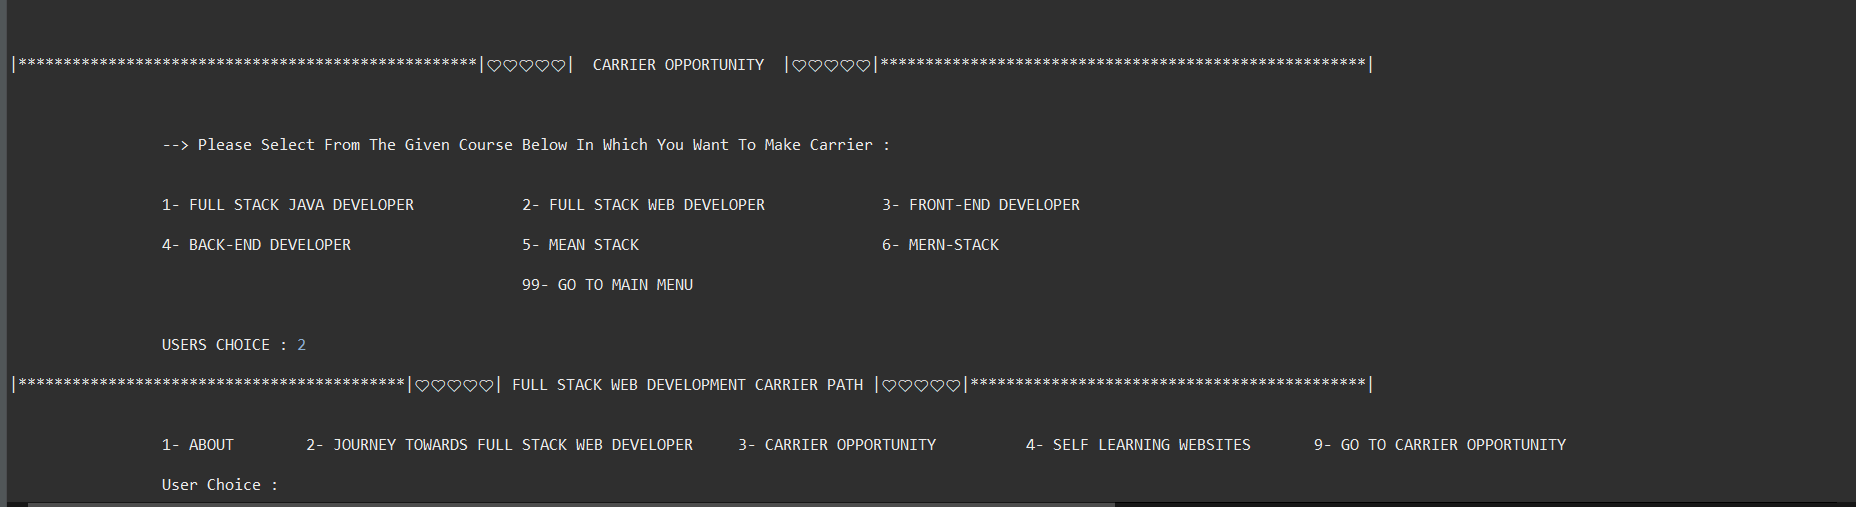 |***************************************************|♡♡♡♡♡|  CARRIER OPPORTUNITY  |♡♡♡♡♡|******************************************************|
--> Please Select From The Given Course Below In Which You Want To Make Carrier :
1- FULL STACK JAVA DEVELOPER            2- FULL STACK WEB DEVELOPER             3- FRONT-END DEVELOPER
4- BACK-END DEVELOPER                   5- MEAN STACK                           6- MERN-STACK
99- GO TO MAIN MENU
USERS CHOICE : 2
|*******************************************|♡♡♡♡♡| FULL STACK WEB DEVELOPMENT CARRIER PATH |♡♡♡♡♡|********************************************|
1- ABOUT        2- JOURNEY TOWARDS FULL STACK WEB DEVELOPER     3- CARRIER OPPORTUNITY          4- SELF LEARNING WEBSITES       9- GO TO CARRIER OPPORTUNITY
User Choice :